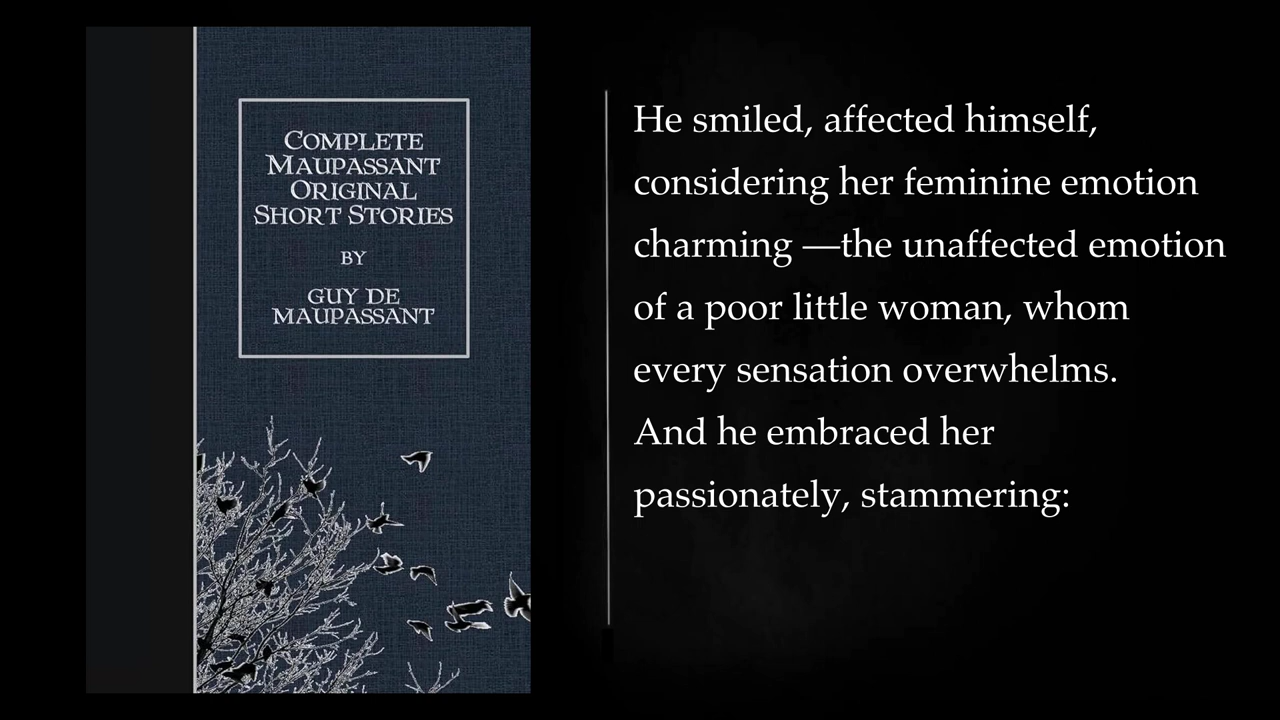 COMPLETE
MAUPASSANT
ORIGINAL
SHORT STORIES
BY
GUY DE
MAUPASSANT
He smiled, affected himself,
considering her feminine emotion
charming —the unaffected emotion
of a poor little woman, whom
every sensation overwhelms.
And he embraced her
passionately, stammering: